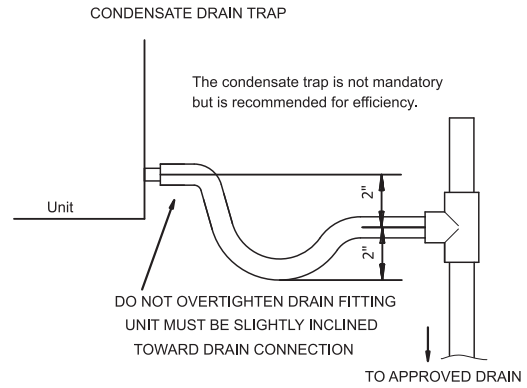 CONDENSATE DRAIN TRAP
The condensate trap is not mandatory
but is recommended for efficiency.
Unit
2"
2"
DO NOT OVERTIGHTEN DRAIN FITTING
UNIT MUST BE SLIGHTLY INCLINED
TOWARD DRAIN CONNECTION
TO APPROVED DRAIN